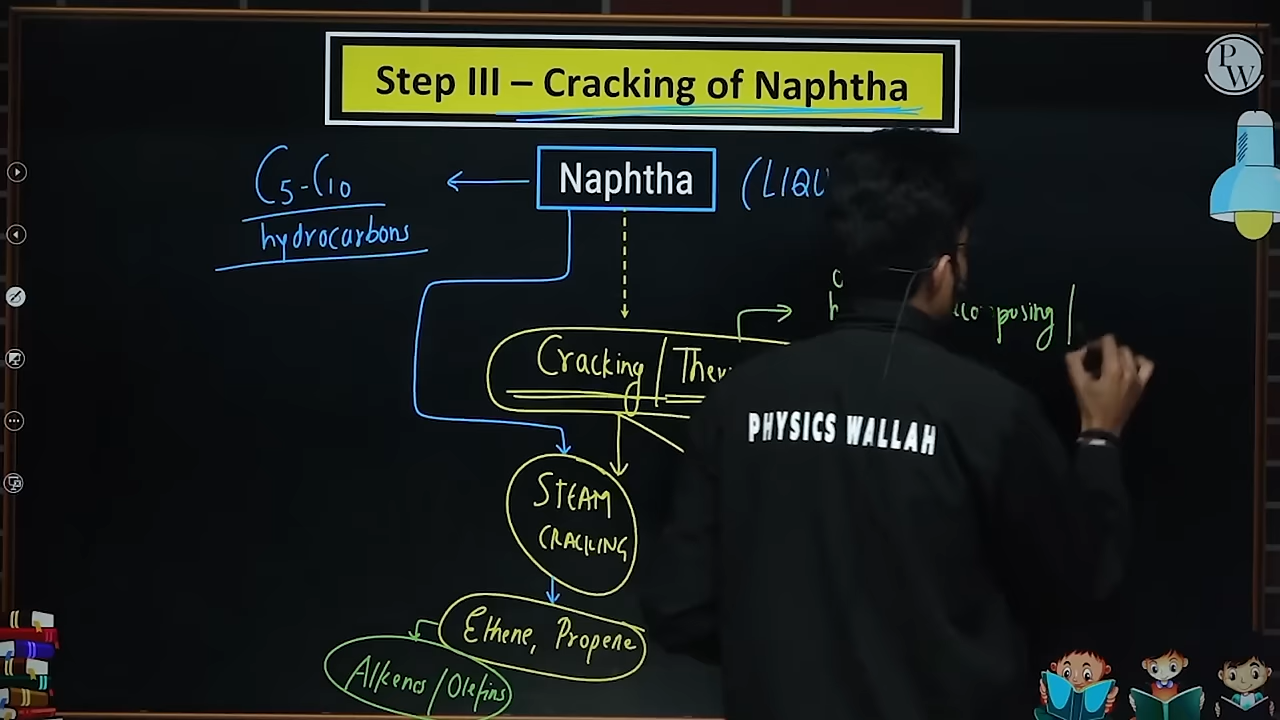 Step III – Cracking of Naphtha
PW
C5-C10
hydrocarbons
Naphtha
(LIQU
Cracking / Ther
composing /
STEAM
CRACKING
Ethene, Propene
Alkenes / Olefins
PHYSICS WALLAH